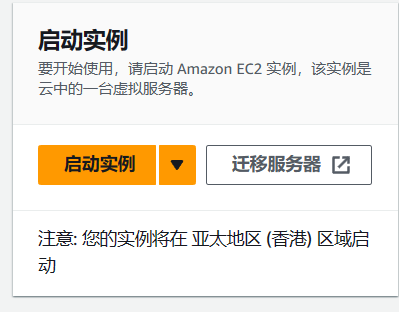 启动实例
要开始使用，请启动 Amazon EC2 实例，该实例是
云中的一台虚拟服务器。
启动实例
迁移服务器
注意: 您的实例将在 亚太地区 (香港) 区域启
动